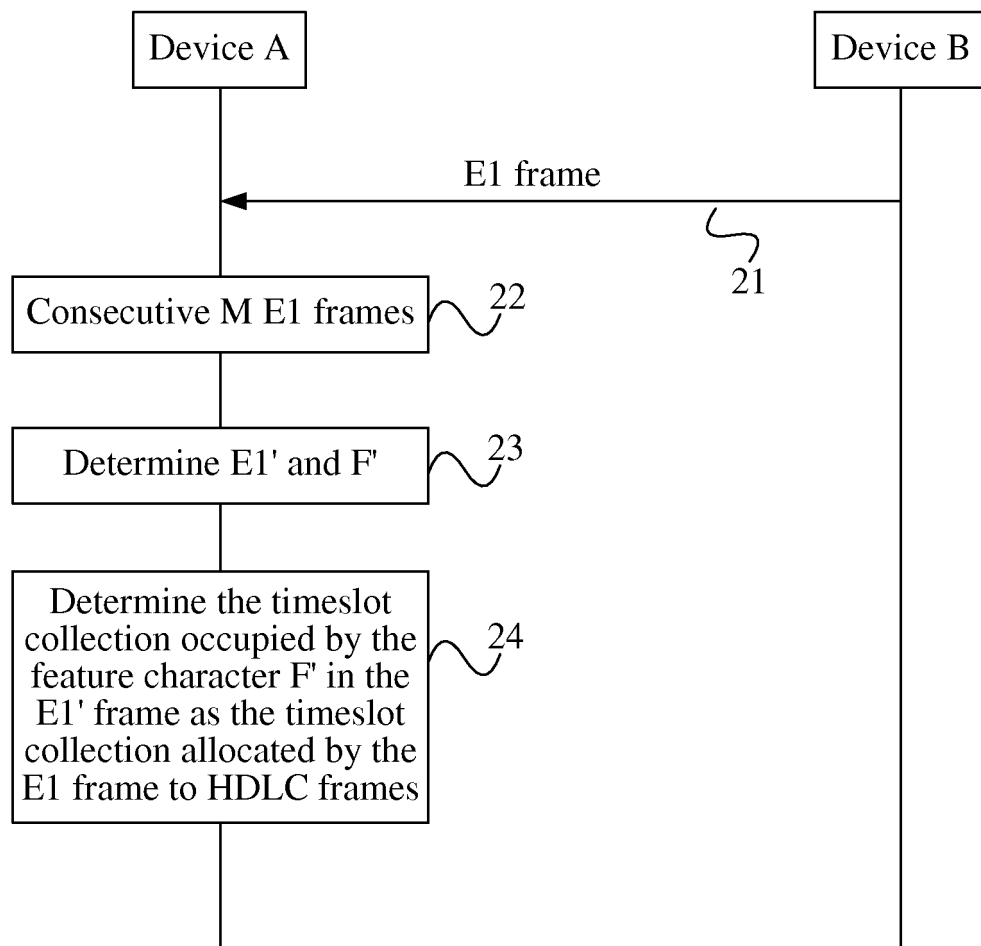 Device A
Device B
E1 frame
21
Consecutive M E1 frames
22
Determine E1' and F'
23
Determine the timeslot
collection occupied by the
feature character F' in the
E1' frame as the timeslot
collection allocated by the
E1 frame to HDLC frames
24